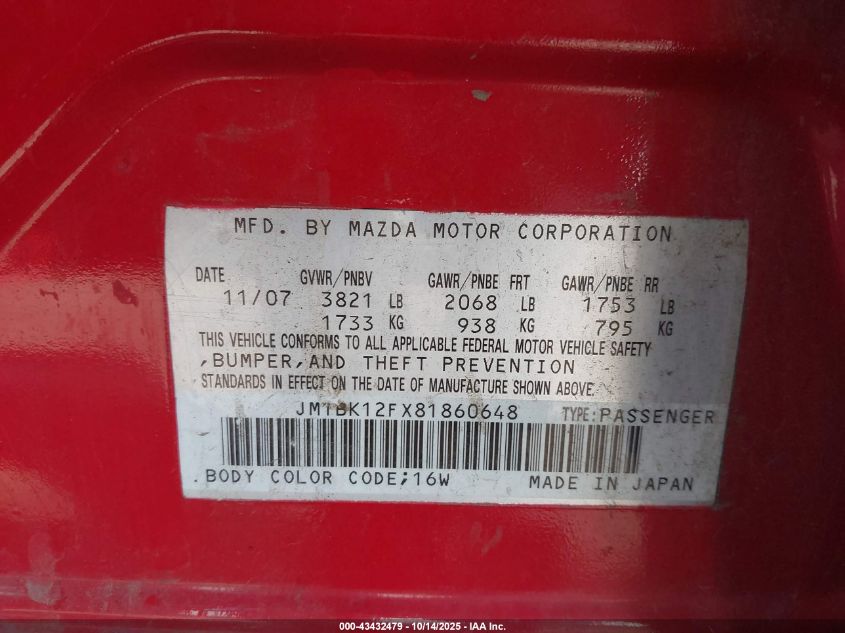 MFD. BY MAZDA MOTOR CORPORATION
DATE GVWR/PNBV GAWR/PNBE FRT GAWR/PNBE RR
11/07 3821 LB 2068 LB 1753 LB
1733 KG 938 KG 795 KG
THIS VEHICLE CONFORMS TO ALL APPLICABLE FEDERAL MOTOR VEHICLE SAFETY
,BUMPER,AND THEFT PREVENTION
STANDARDS IN EFFECT ON THE DATE OF MANUFACTURE SHOWN ABOVE.
JM1BK12FX81860648 TYPE:PASSENGER
BODY COLOR CODE;16W MADE IN JAPAN
000-43432479 - 10/14/2025 - IAA Inc.